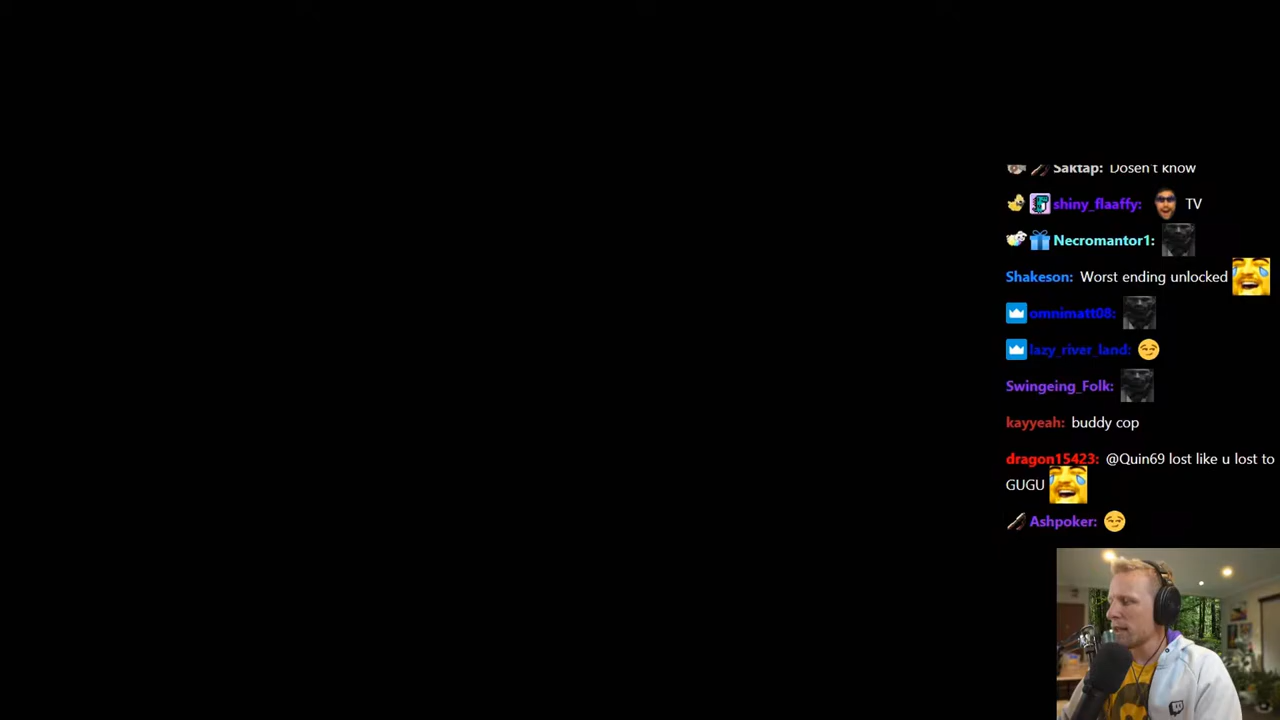 Saktap: Dosen't know
shiny_flaaffy: TV
Necromantor1:
Shakeson: Worst ending unlocked
omnimatt08:
lazy_river_land:
Swingeing_Folk:
kayyeah: buddy cop
dragon15423: @Quin69 lost like u lost to
GUGU
Ashpoker: